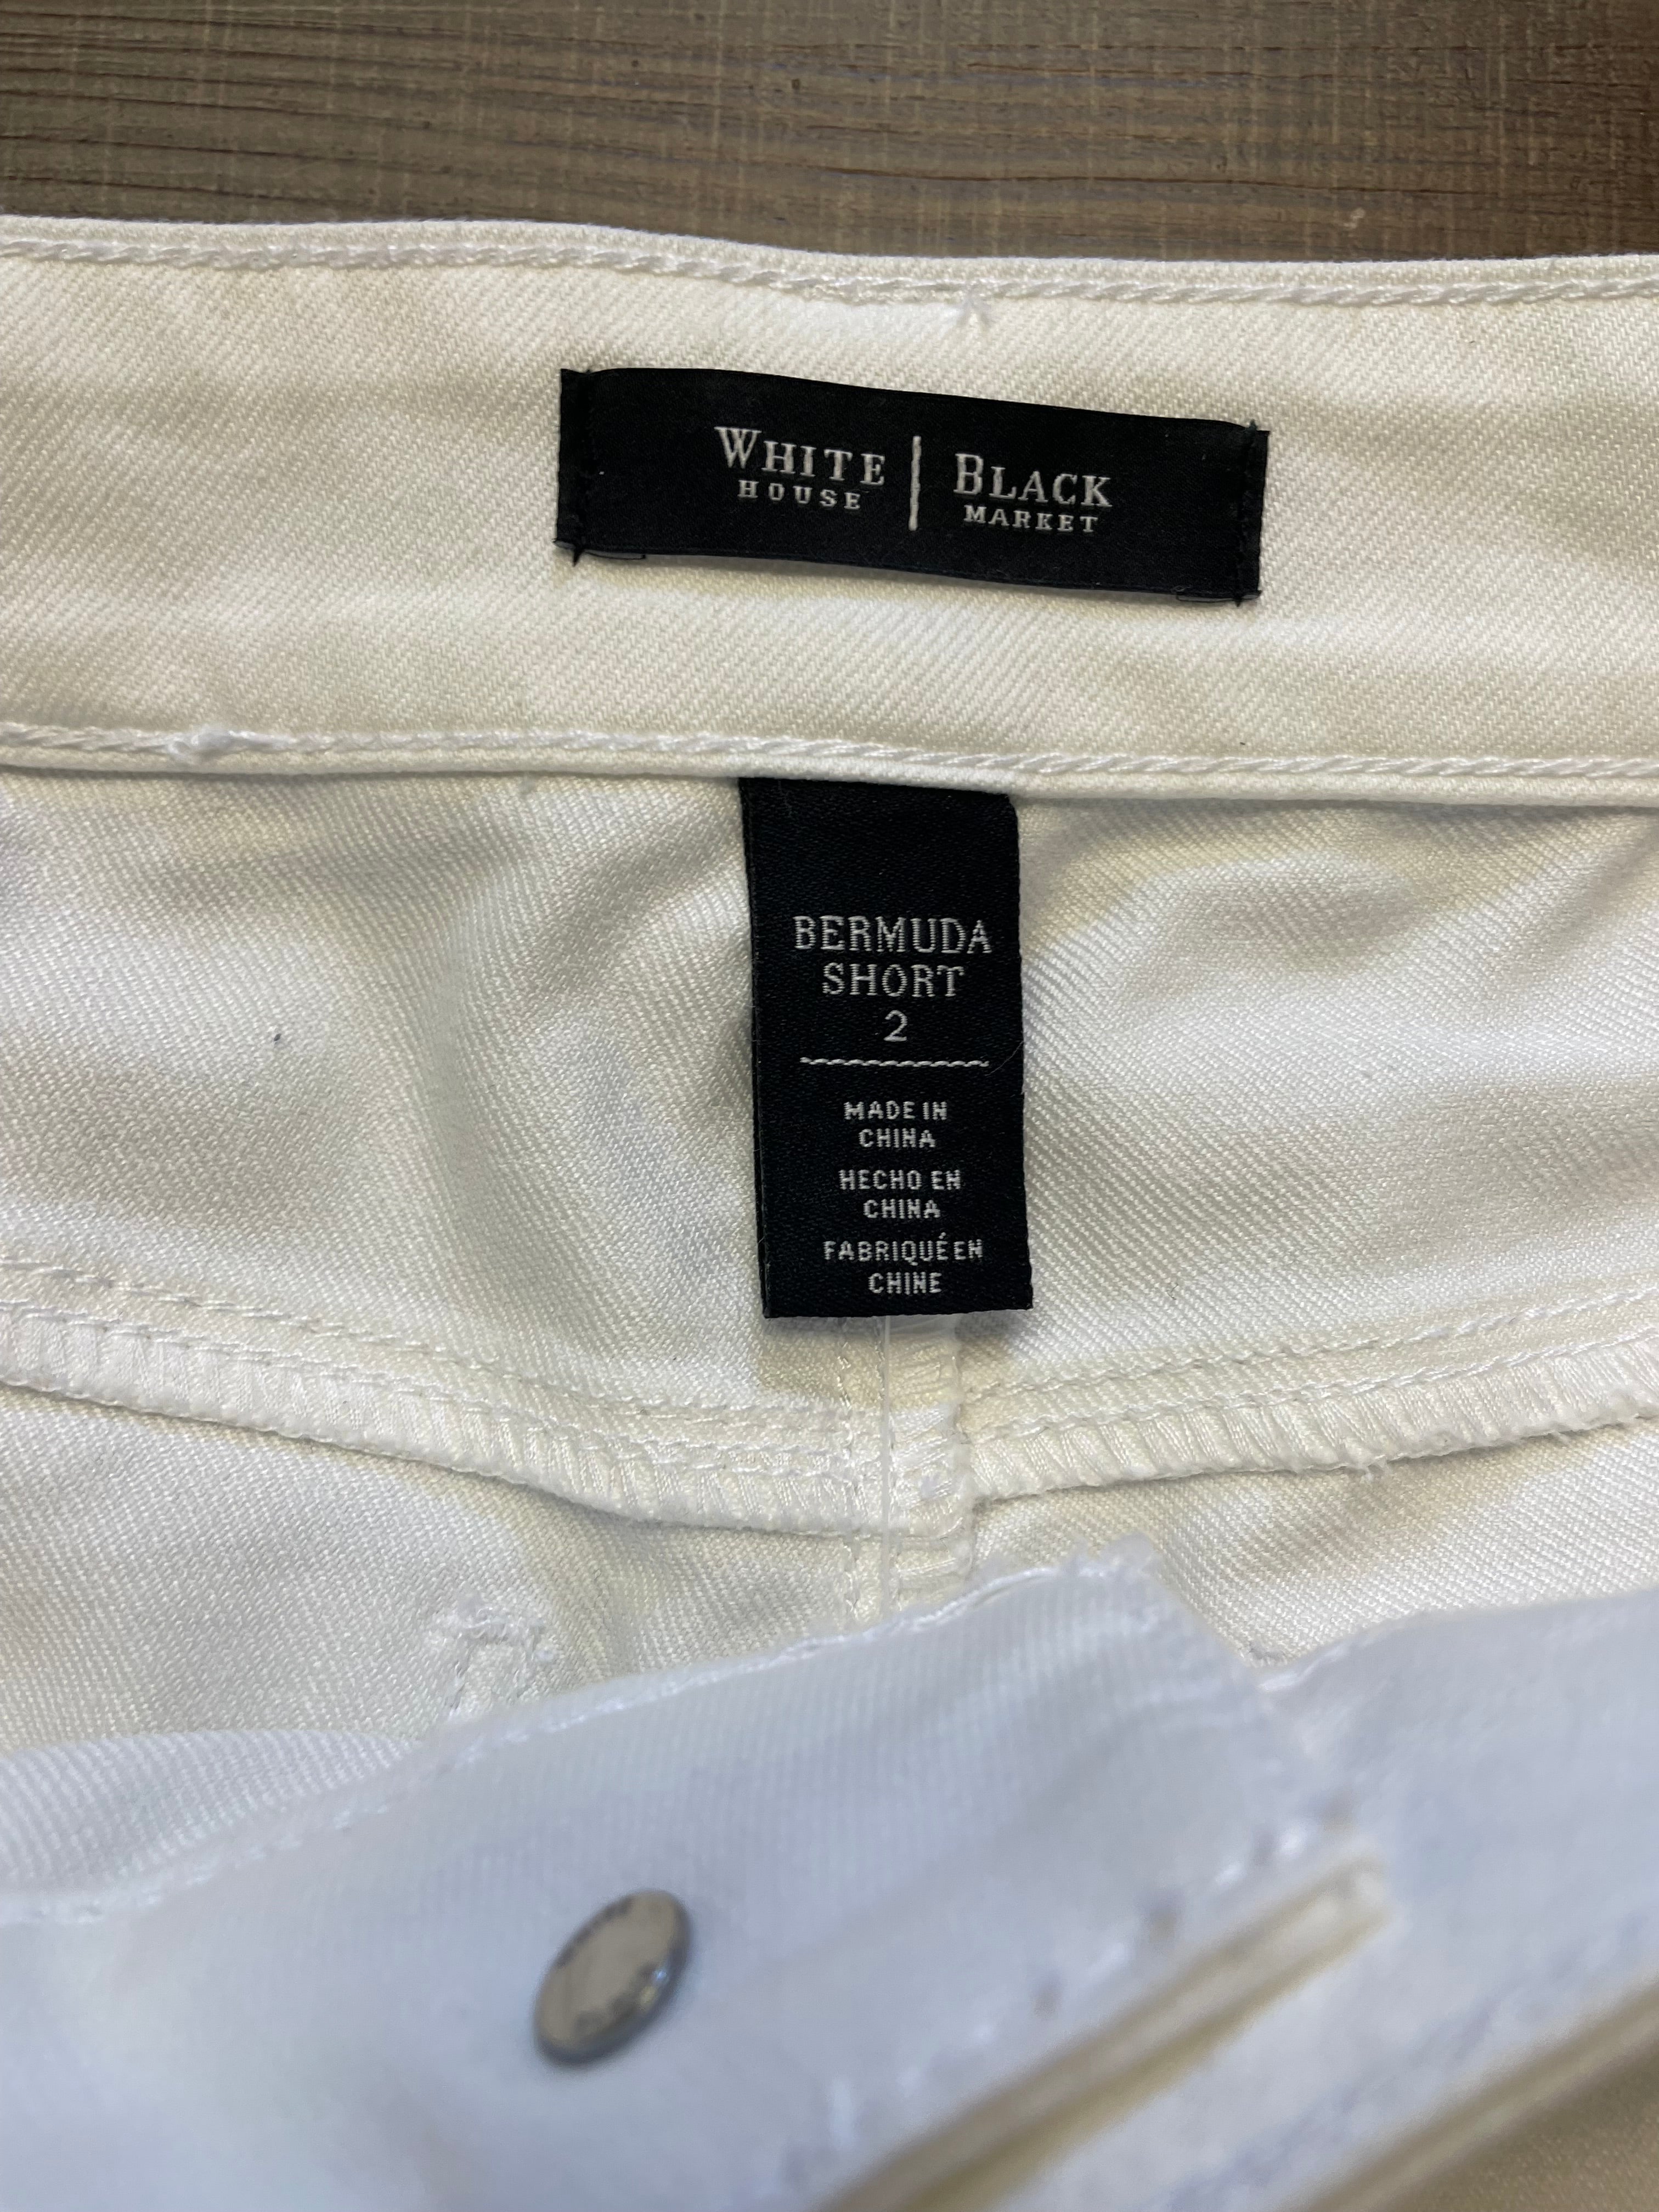 WHITE HOUSE | BLACK MARKET
BERMUDA
SHORT
2
MADE IN
CHINA
HECHO EN
CHINA
FABRIQUÉ EN
CHINE